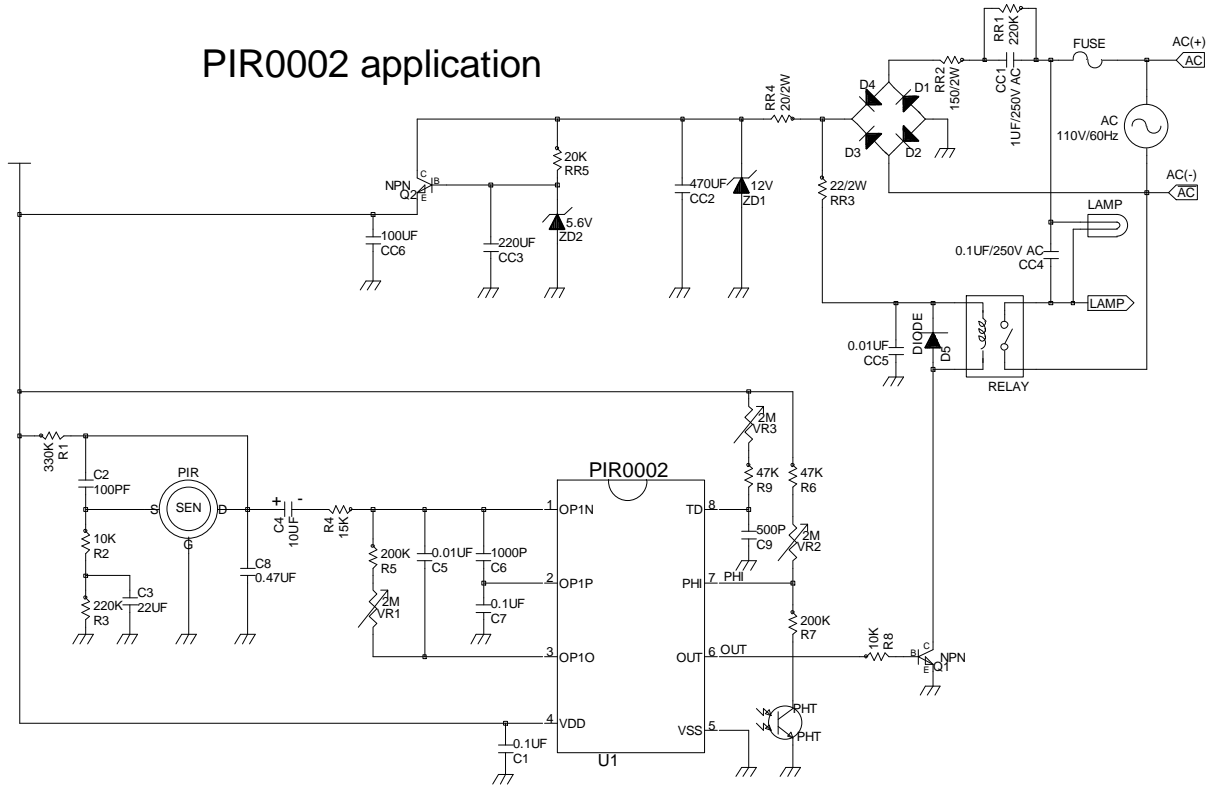 PIR0002 application
RR1
220K
CC1
1UF/250V AC
RR2
150/2W
FUSE
AC(+)
AC
AC
110V/60Hz
AC(-)
AC
D4
D1
D3
D2
RR4
20/2W
22/2W
RR3
20K
RR5
NPN
Q2
C
B
E
5.6V
ZD2
12V
ZD1
470UF
CC2
220UF
CC3
100UF
CC6
LAMP
0.1UF/250V AC
CC4
LAMP
DIODE
D5
0.01UF
CC5
RELAY
330K
R1
C2
100PF
PIR
SEN
S
D
G
10K
R2
220K
R3
C3
22UF
C8
0.47UF
+
-
C4
10UF
R4
15K
200K
R5
2M
VR1
0.01UF
C5
1000P
C6
0.1UF
C7
0.1UF
C1
PIR0002
1
OP1N
2
OP1P
3
OP1O
4
VDD
TD
8
PHI
7
PHI
OUT
6
OUT
VSS
5
U1
2M
VR3
47K
R9
500P
C9
47K
R6
2M
VR2
200K
R7
PHT
PHT
10K
R8
NPN
Q1
C
B
E